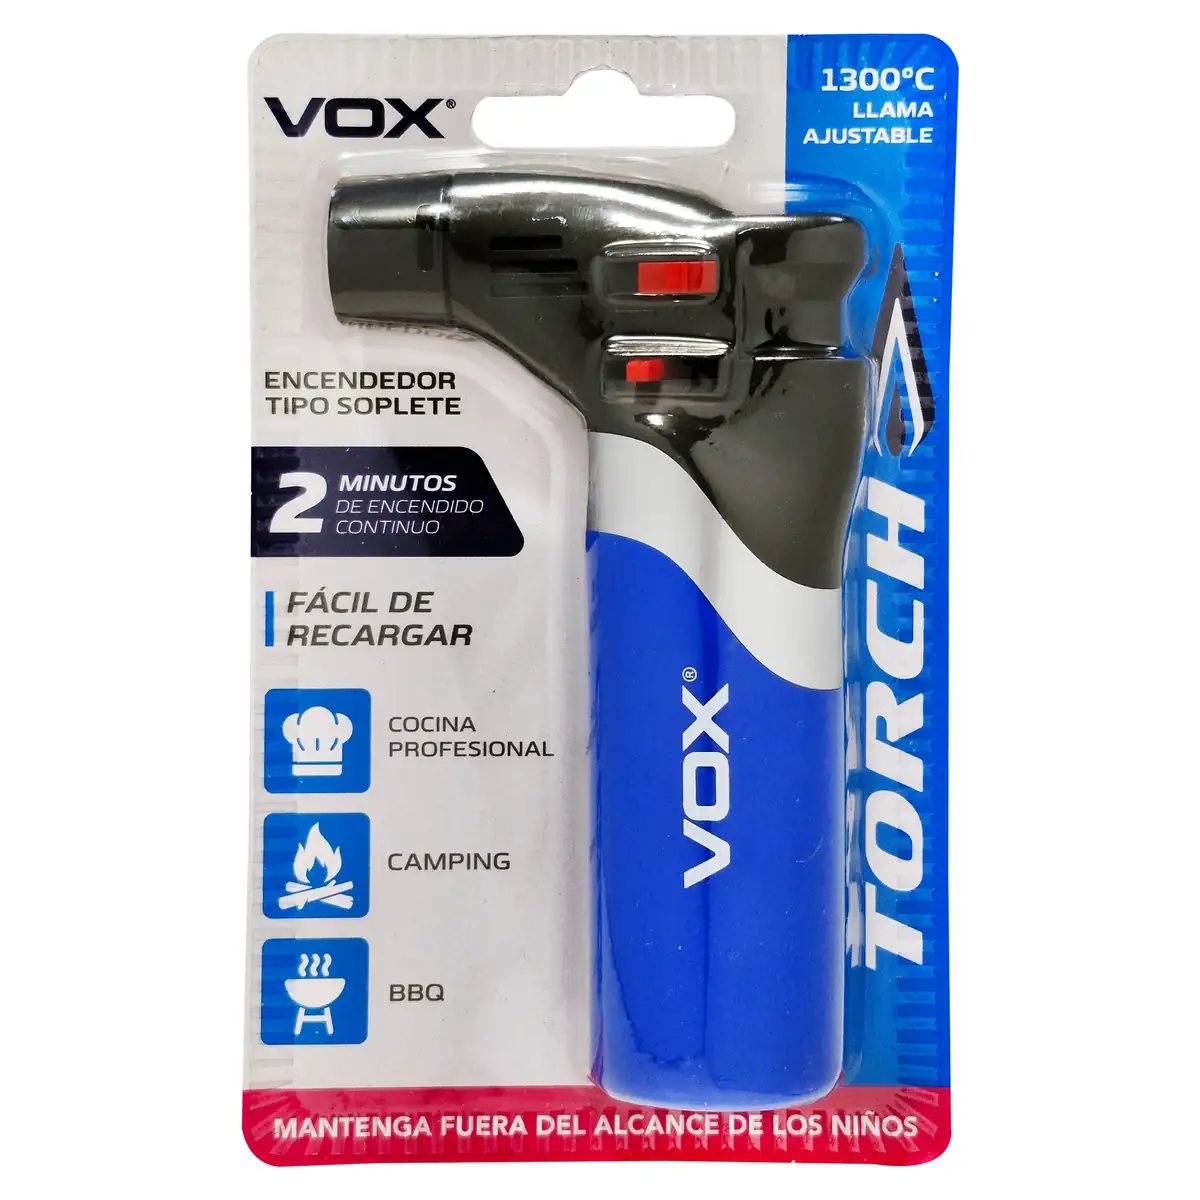 VOX®
1300°C
LLAMA
AJUSTABLE
ENCENDEDOR
TIPO SOPLETE
2 MINUTOS
DE ENCENDIDO
CONTINUO
FÁCIL DE
RECARGAR
COCINA
PROFESIONAL
CAMPING
BBQ
VOX®
TORCH
MANTENGA FUERA DEL ALCANCE DE LOS NIÑOS